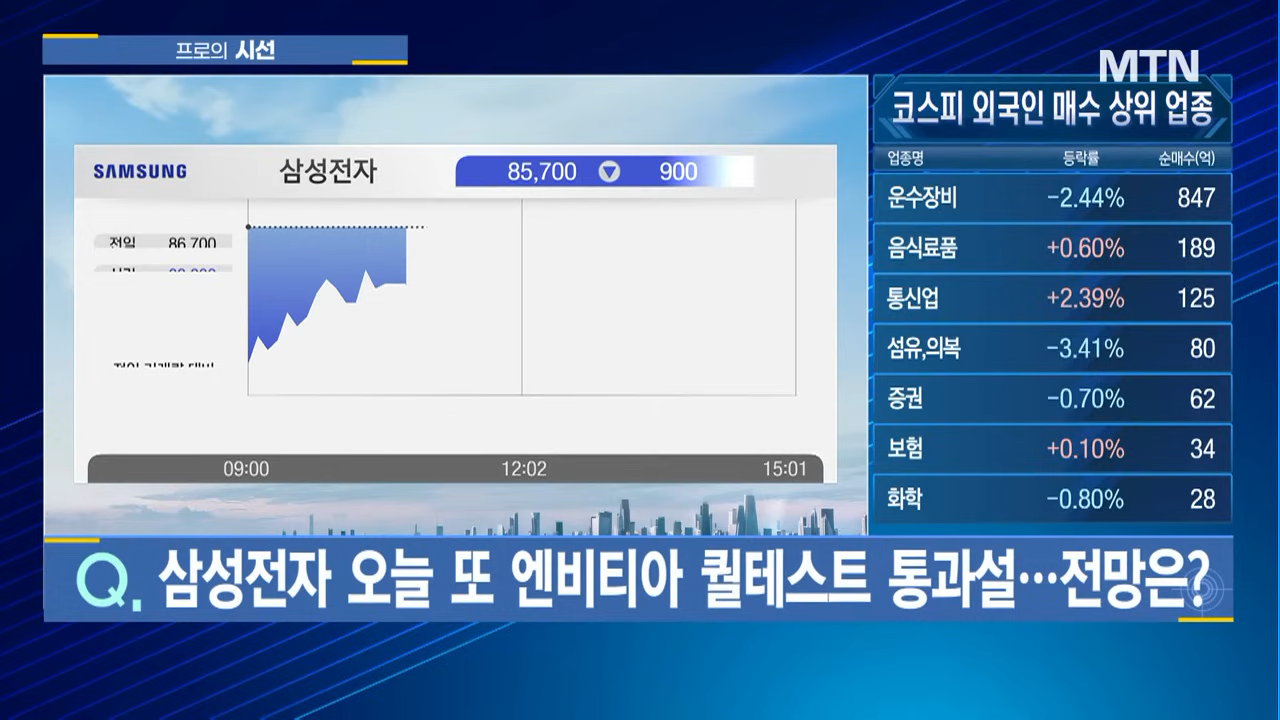 프로의 시선
MTN
SAMSUNG 삼성전자 85,700 ▽ 900
전일 86,700
09:00 12:02 15:01
코스피 외국인 매수 상위 업종
업종명 등락률 순매수(억)
운수장비 -2.44% 847
음식료품 +0.60% 189
통신업 +2.39% 125
섬유,의복 -3.41% 80
증권 -0.70% 62
보험 +0.10% 34
화학 -0.80% 28
Q. 삼성전자 오늘 또 엔비티아 퀄테스트 통과설…전망은?